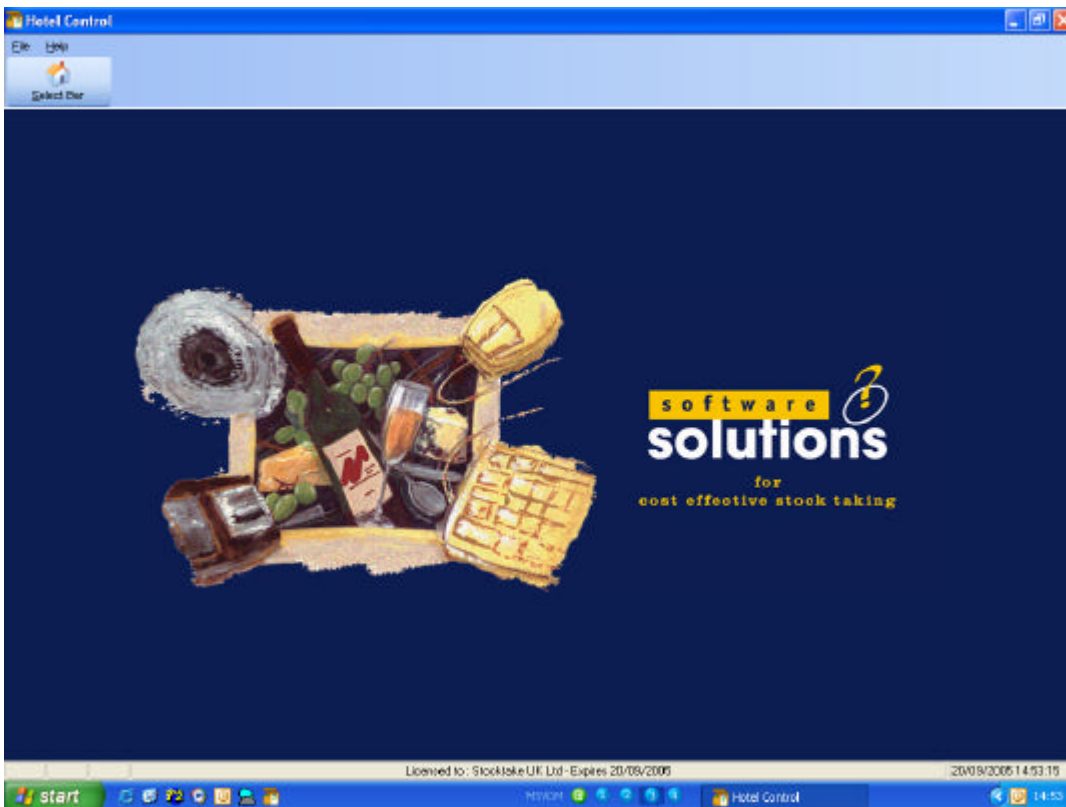 Hotel Control
File Help
Select Bar
software
solutions
for
cost effective stock taking
Licensed to : Stocktake UK Ltd - Expires 20/09/2005
20/09/2005 14:53:15
start
Hotel Control
14:53